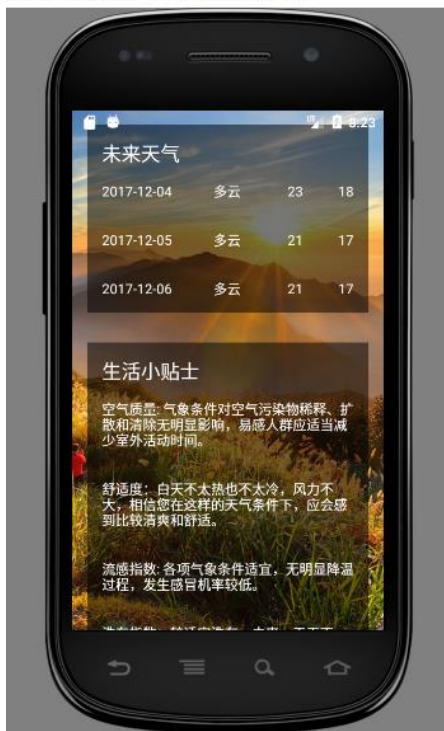 8:23
未来天气
2017-12-04 多云 23 18
2017-12-05 多云 21 17
2017-12-06 多云 21 17
生活小贴士
空气质量: 气象条件对空气污染物稀释、扩
散和清除无明显影响，易感人群应适当减
少室外活动时间。
舒适度：白天不太热也不太冷，风力不
大，相信您在这样的天气条件下，应会感
到比较清爽和舒适。
流感指数: 各项气象条件适宜，无明显降温
过程，发生感冒机率较低。